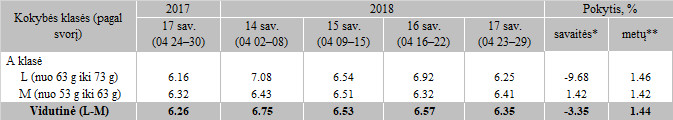 Kokybės klasės (pagal svorį) 2017 2018 Pokytis, %
17 sav. (04 24–30) 14 sav. (04 02–08) 15 sav. (04 09–15) 16 sav. (04 16–22) 17 sav. (04 23–29) savaitės* metų**
A klasė
L (nuo 63 g iki 73 g) 6.16 7.08 6.54 6.92 6.25 -9.68 1.46
M (nuo 53 g iki 63 g) 6.32 6.43 6.51 6.32 6.41 1.42 1.42
Vidutinė (L-M) 6.26 6.75 6.53 6.57 6.35 -3.35 1.44